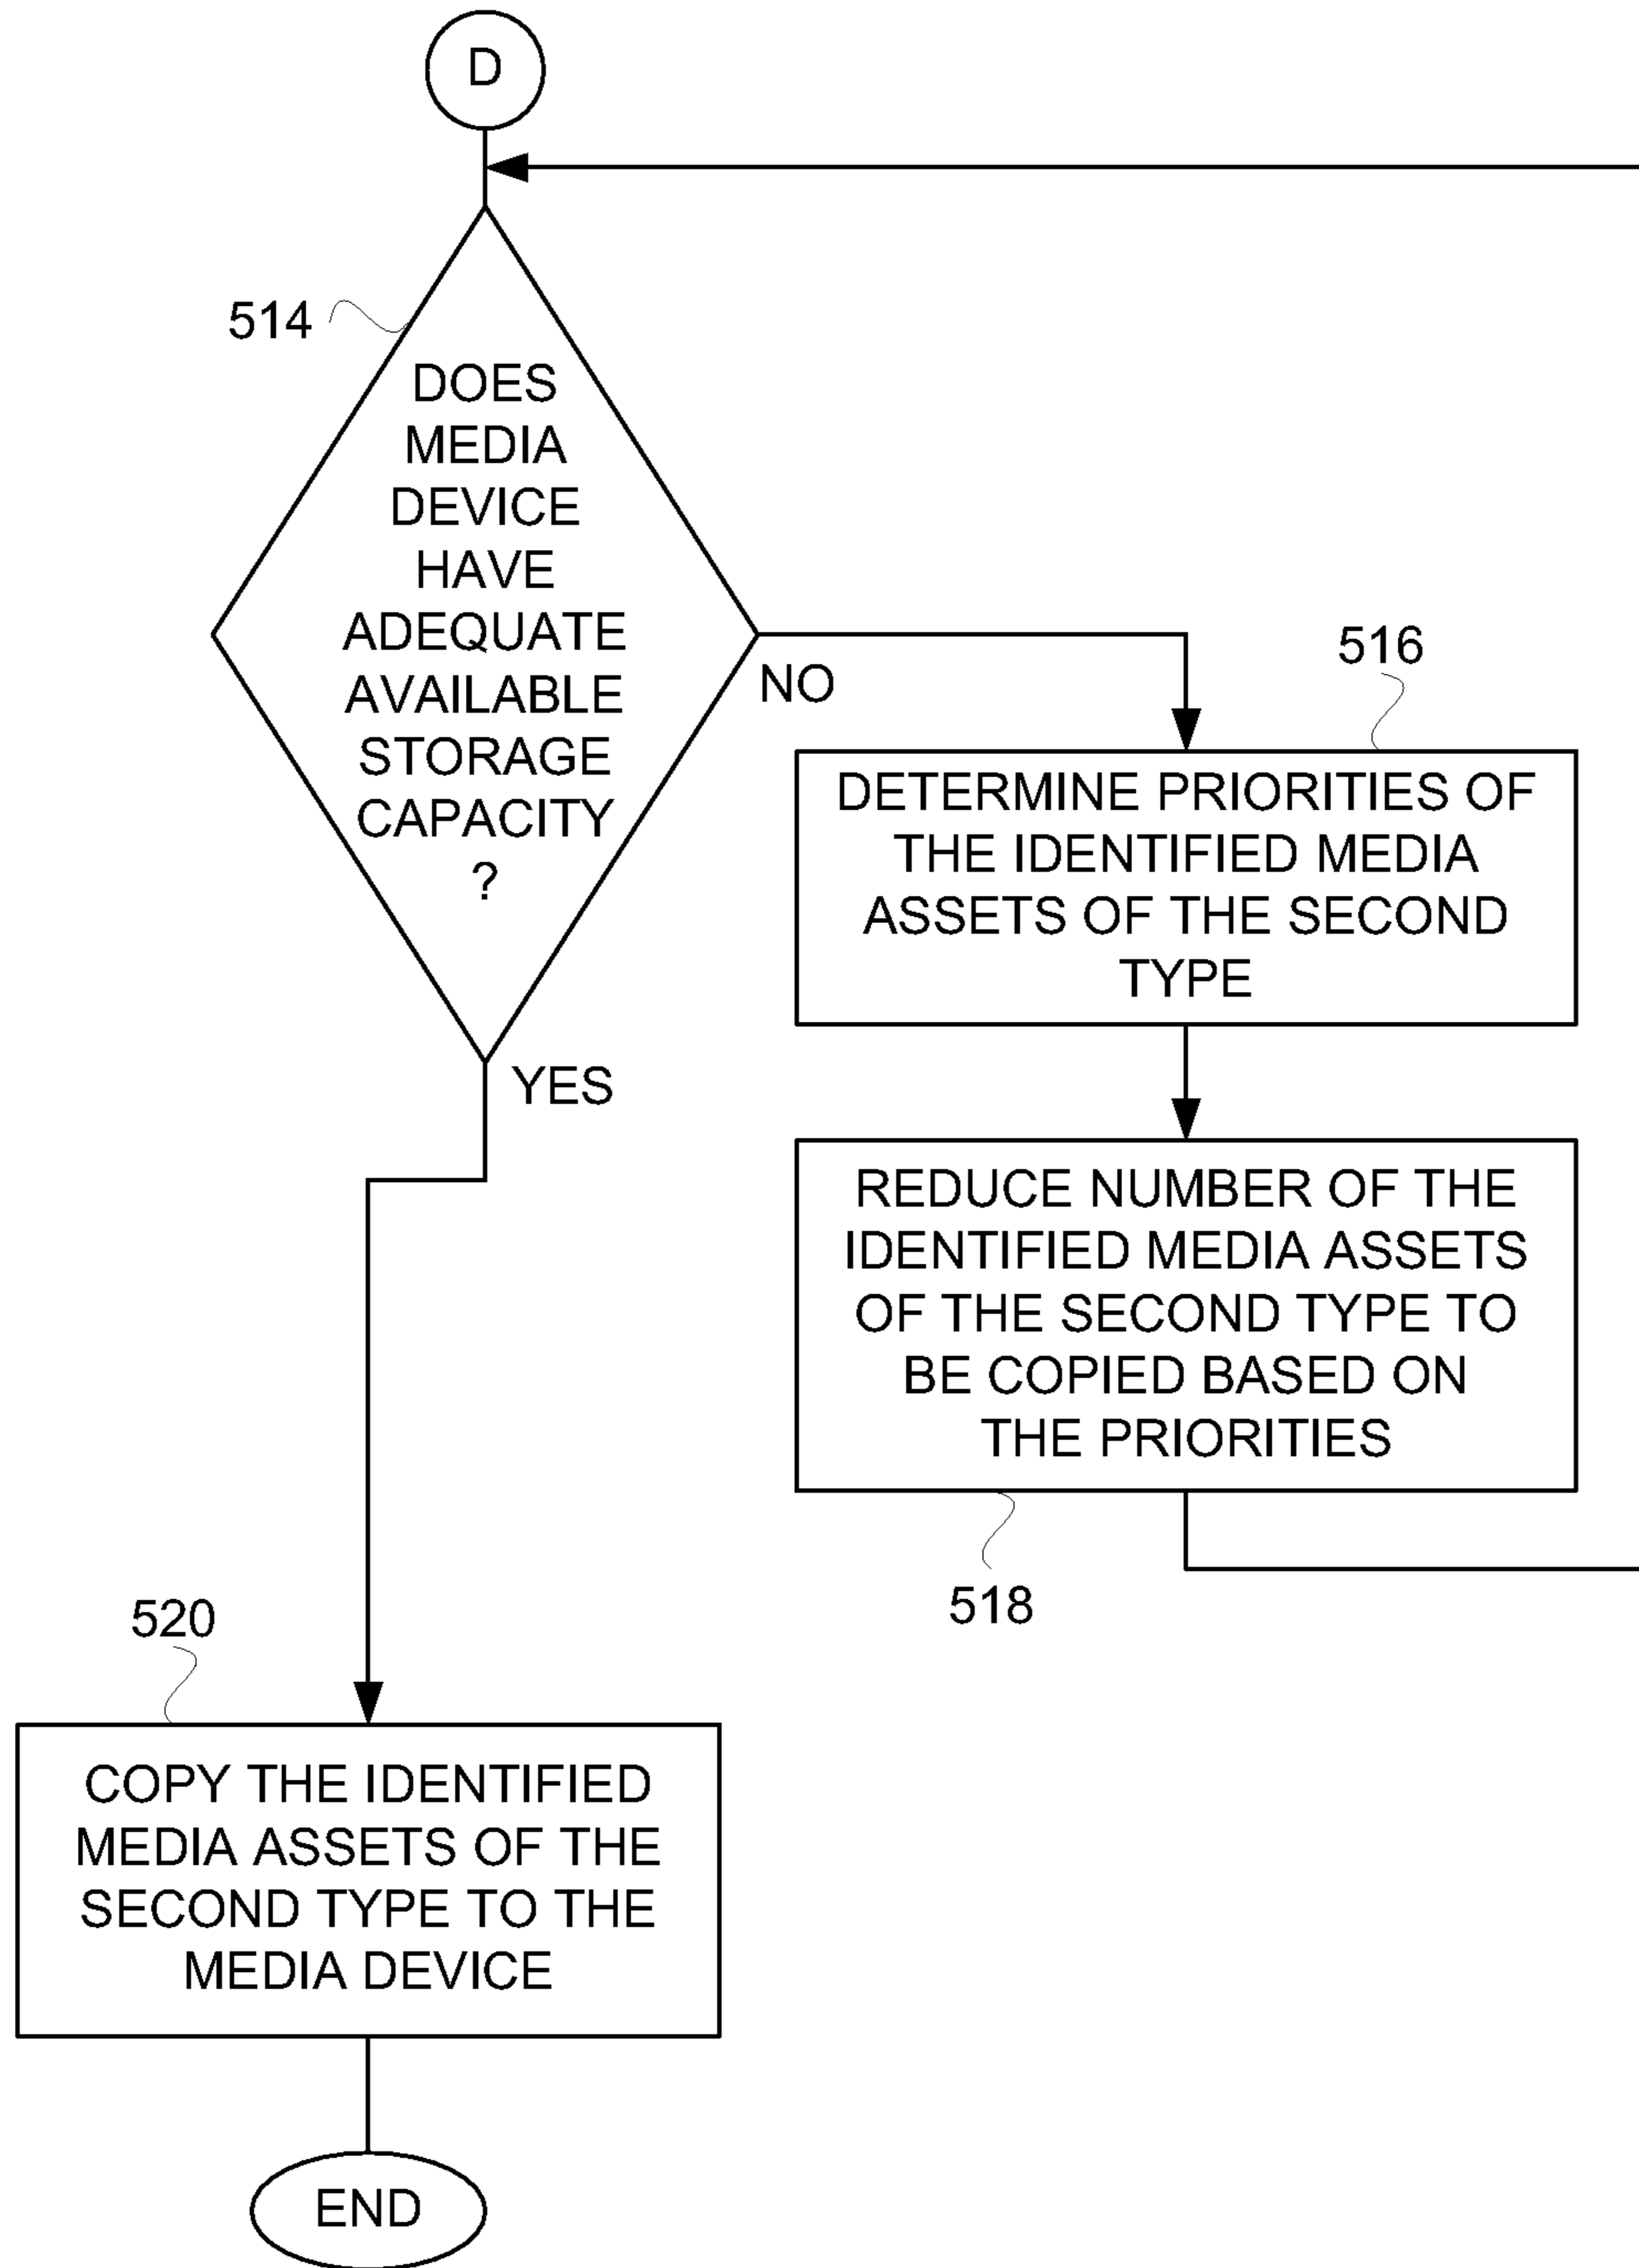 D
514
DOES
MEDIA
DEVICE
HAVE
ADEQUATE
AVAILABLE
STORAGE
CAPACITY
?
NO
516
DETERMINE PRIORITIES OF
THE IDENTIFIED MEDIA
ASSETS OF THE SECOND
TYPE
YES
REDUCE NUMBER OF THE
IDENTIFIED MEDIA ASSETS
OF THE SECOND TYPE TO
BE COPIED BASED ON
THE PRIORITIES
518
520
COPY THE IDENTIFIED
MEDIA ASSETS OF THE
SECOND TYPE TO THE
MEDIA DEVICE
END